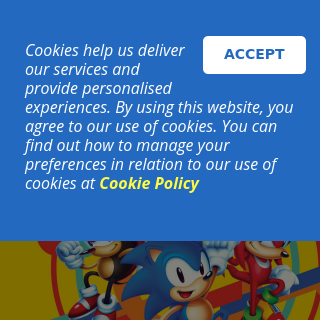 Cookies help us deliver
ACCEPT
our services and
provide personalised
experiences. By using this website, you
agree to our use of cookies. You can
find out how to manage your
preferences in relation to our use of
cookies at Cookie Policy